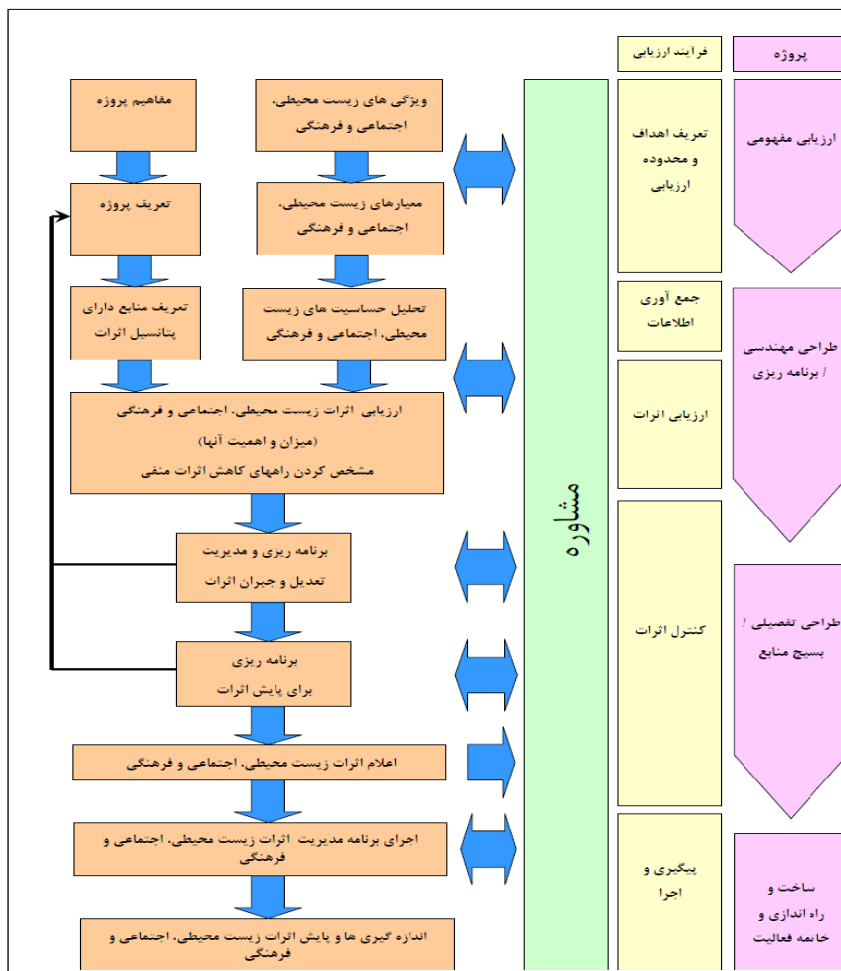 پروژه
فرآیند ارزیابی
ارزیابی مفهومی
طراحی مهندسی
/ برنامه ریزی
طراحی تفصیلی /
بسیج منابع
ساخت و
راه اندازی و
خاتمه فعالیت
تعریف اهداف
و محدوده
ارزیابی
جمع آوری
اطلاعات
ارزیابی اثرات
کنترل اثرات
پیگیری و
اجرا
مشاوره
ویژگی های زیست محیطی،
اجتماعی و فرهنگی
مفاهیم پروژه
معیارهای زیست محیطی،
اجتماعی و فرهنگی
تعریف پروژه
تحلیل حساسیت های زیست
محیطی، اجتماعی و فرهنگی
تعریف منابع دارای
پتانسیل اثرات
ارزیابی اثرات زیست محیطی، اجتماعی و فرهنگی
(میزان و اهمیت آنها)
مشخص کردن راههای کاهش اثرات منفی
برنامه ریزی و مدیریت
تعدیل و جبران اثرات
برنامه ریزی
برای پایش اثرات
اعلام اثرات زیست محیطی، اجتماعی و فرهنگی
اجرای برنامه مدیریت اثرات زیست محیطی، اجتماعی و
فرهنگی
اندازه گیری ها و پایش اثرات زیست محیطی، اجتماعی و
فرهنگی